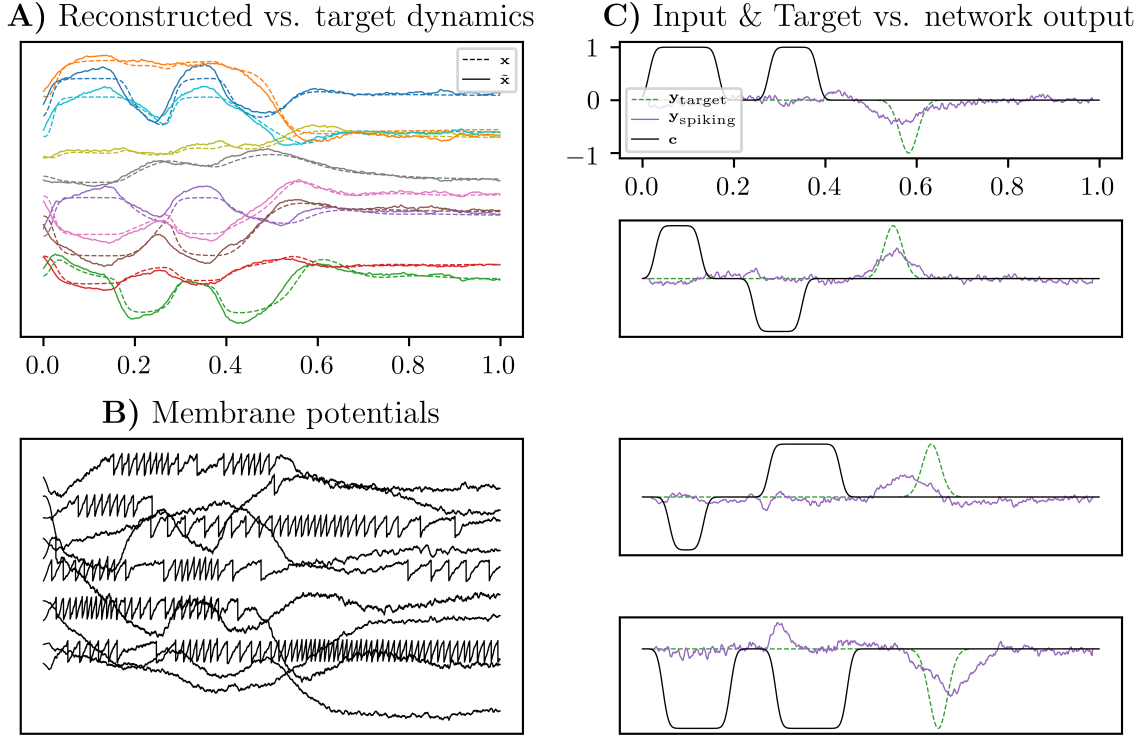 A) Reconstructed vs. target dynamics
x
x̃
0.0 0.2 0.4 0.6 0.8 1.0
B) Membrane potentials
C) Input & Target vs. network output
1
0
−1
y_target
y_spiking
c
0.0 0.2 0.4 0.6 0.8 1.0